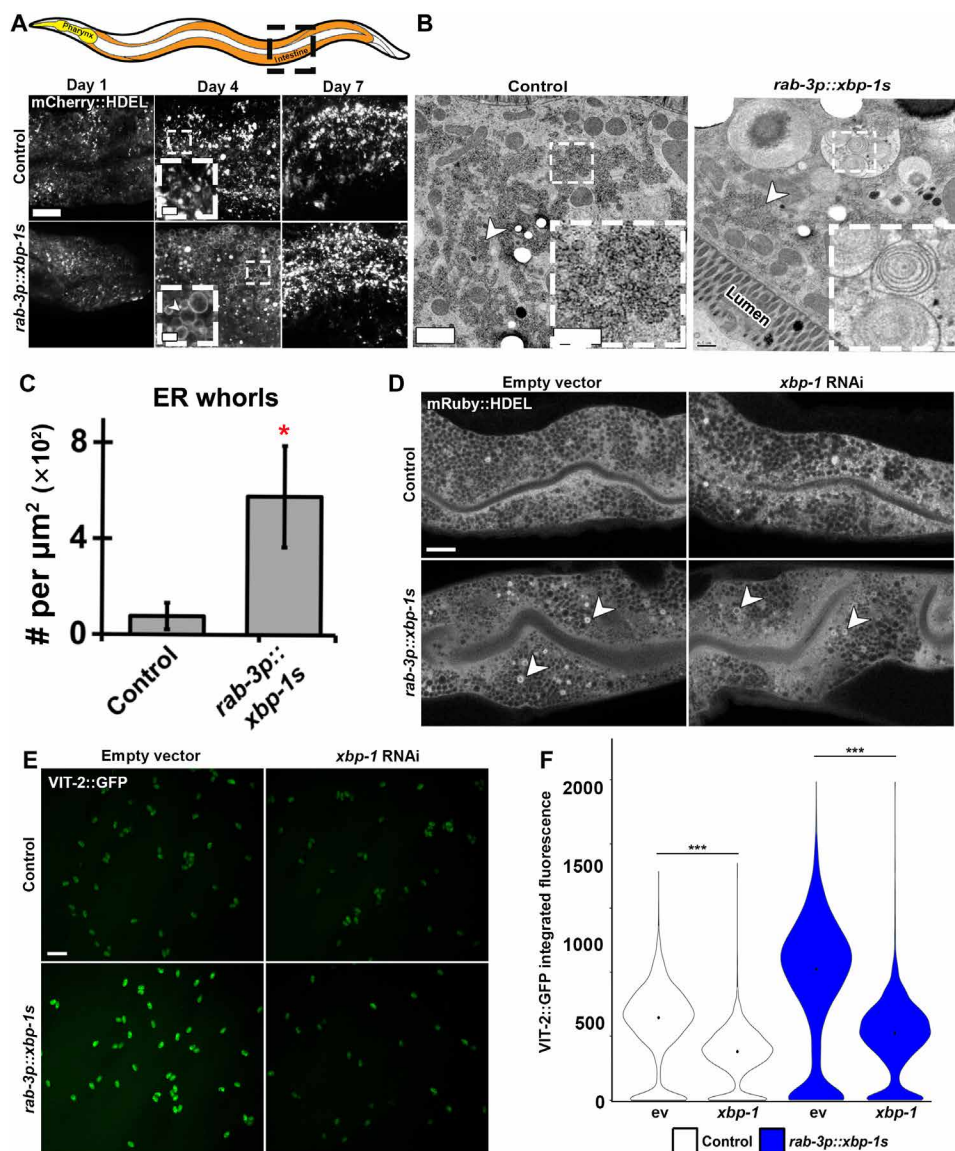 A
Pharynx
Intestine
Day 1
Day 4
Day 7
mCherry::HDEL
Control
rab-3p::xbp-1s
B
Control
rab-3p::xbp-1s
Lumen
C
ER whorls
# per µm² (×10²)
8
4
0
*
Control
rab-3p::
xbp-1s
D
Empty vector
xbp-1 RNAi
mRuby::HDEL
Control
rab-3p::xbp-1s
E
Empty vector
xbp-1 RNAi
VIT-2::GFP
Control
rab-3p::xbp-1s
F
VIT-2::GFP integrated fluorescence
2000
1500
1000
500
0
***
***
ev
xbp-1
ev
xbp-1
Control
rab-3p::xbp-1s